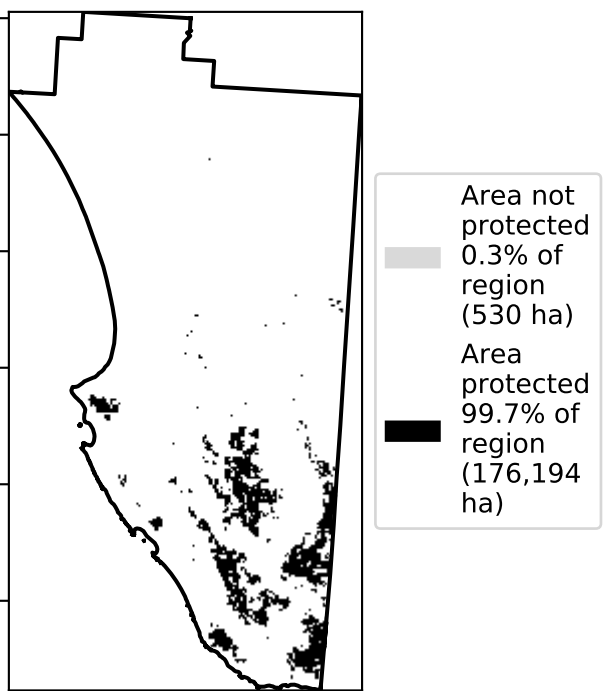 Area not
protected
0.3% of
region
(530 ha)
Area
protected
99.7% of
region
(176,194
ha)